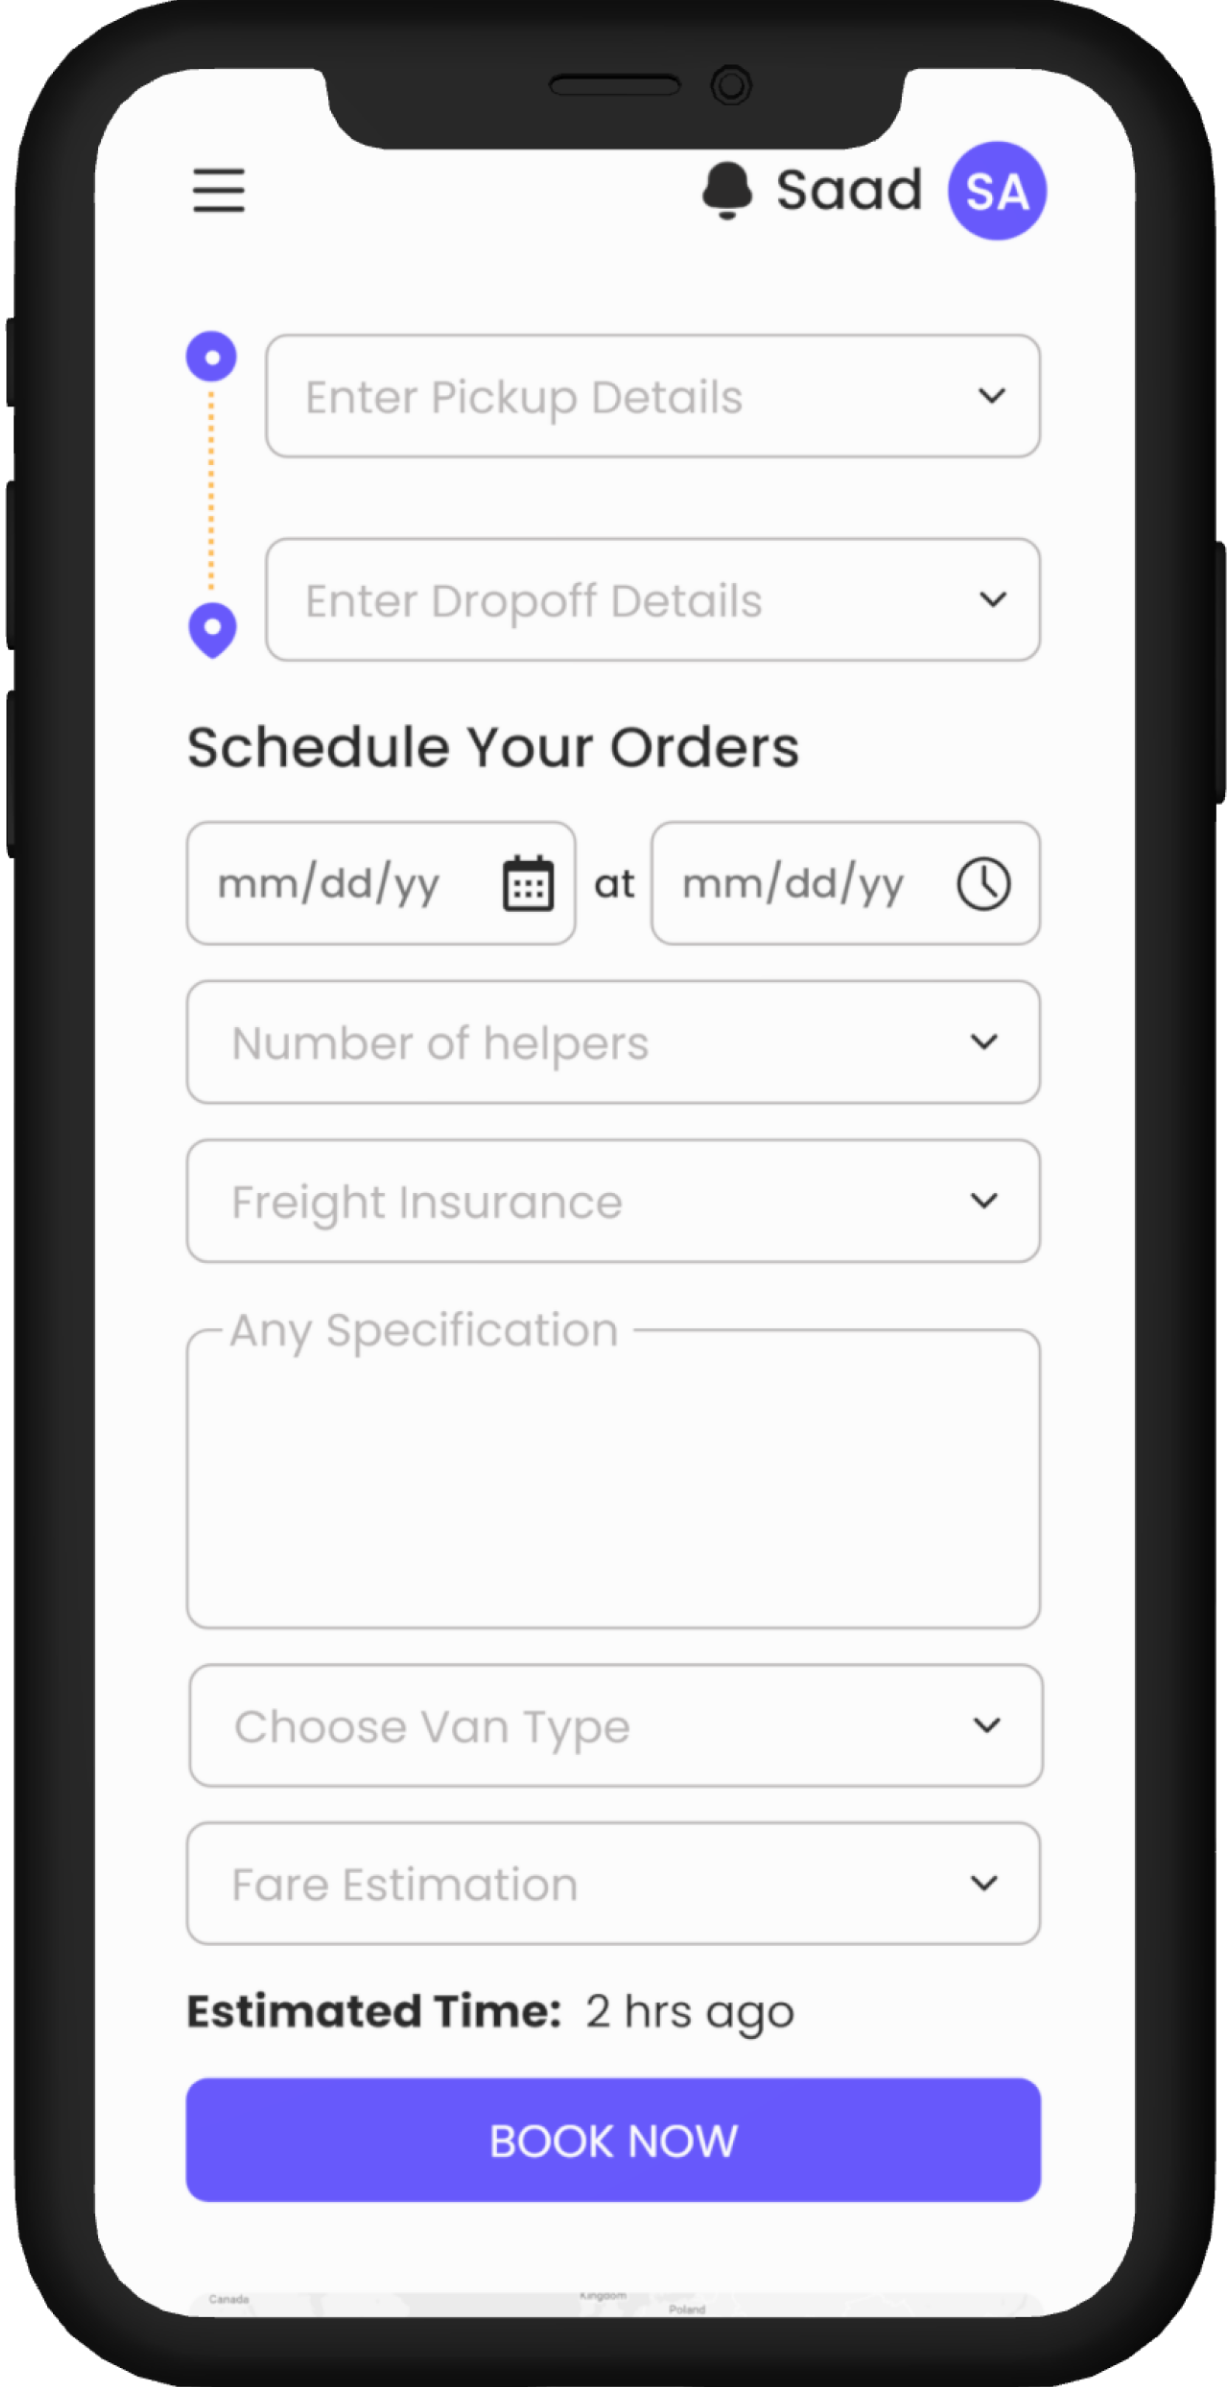 Saad SA
Enter Pickup Details
Enter Dropoff Details
Schedule Your Orders
mm/dd/yy at mm/dd/yy
Number of helpers
Freight Insurance
Any Specification
Choose Van Type
Fare Estimation
Estimated Time: 2 hrs ago
BOOK NOW
Canada Kingdom
Poland